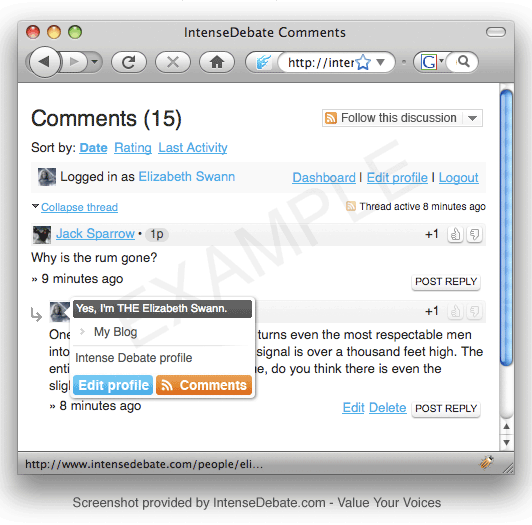 IntenseDebate Comments
http://inter
G
Comments (15)
Follow this discussion
Sort by: Date Rating Last Activity
Logged in as Elizabeth Swann
Dashboard | Edit profile | Logout
Collapse thread
Thread active 8 minutes ago
Jack Sparrow • 1p
+1
Why is the rum gone?
» 9 minutes ago
POST REPLY
Yes, I'm THE Elizabeth Swann.
+1
My Blog
Intense Debate profile
Edit profile
Comments
One turns even the most respectable men
into signal is over a thousand feet high. The
enti e, do you think there is even the
sligh
» 8 minutes ago
Edit Delete POST REPLY
EXAMPLE
http://www.intensedebate.com/people/eli...
Screenshot provided by IntenseDebate.com - Value Your Voices